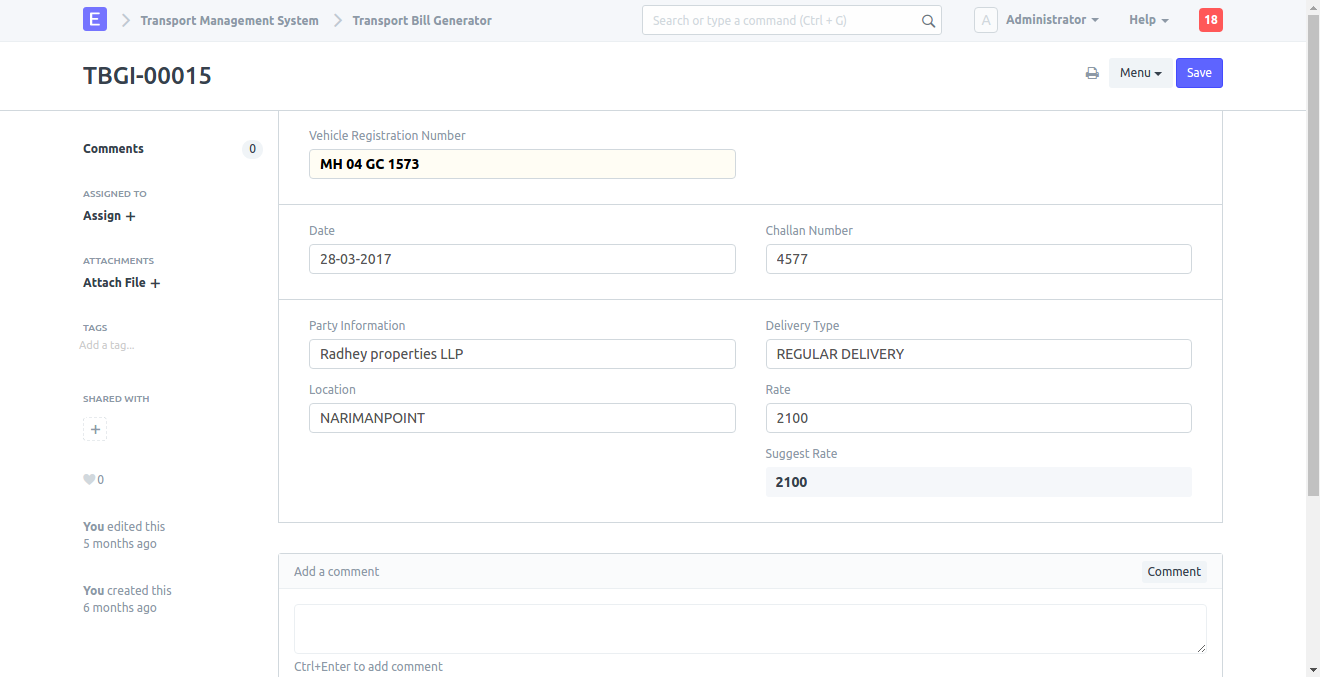 E Transport Management System Transport Bill Generator Search or type a command (Ctrl + G) A Administrator Help 18
TBGI-00015 Menu Save
Comments 0
ASSIGNED TO
Assign +
ATTACHMENTS
Attach File +
TAGS
Add a tag...
SHARED WITH
+
0
You edited this
5 months ago
You created this
6 months ago
Vehicle Registration Number
MH 04 GC 1573
Date
28-03-2017
Challan Number
4577
Party Information
Radhey properties LLP
Location
NARIMANPOINT
Delivery Type
REGULAR DELIVERY
Rate
2100
Suggest Rate
2100
Add a comment Comment
Ctrl+Enter to add comment